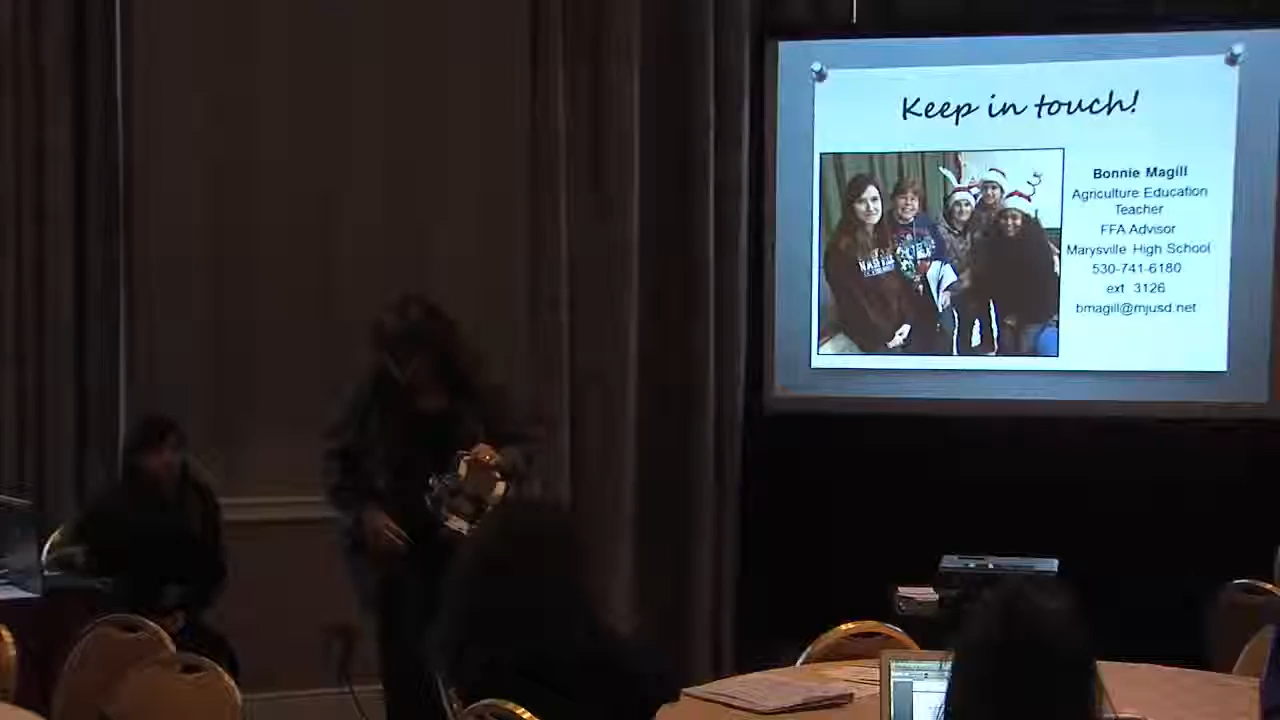 Keep in touch!
Bonnie Magill
Agriculture Education
Teacher
FFA Advisor
Marysville High School
530-741-6180
ext 3126
bmagill@mjusd.net